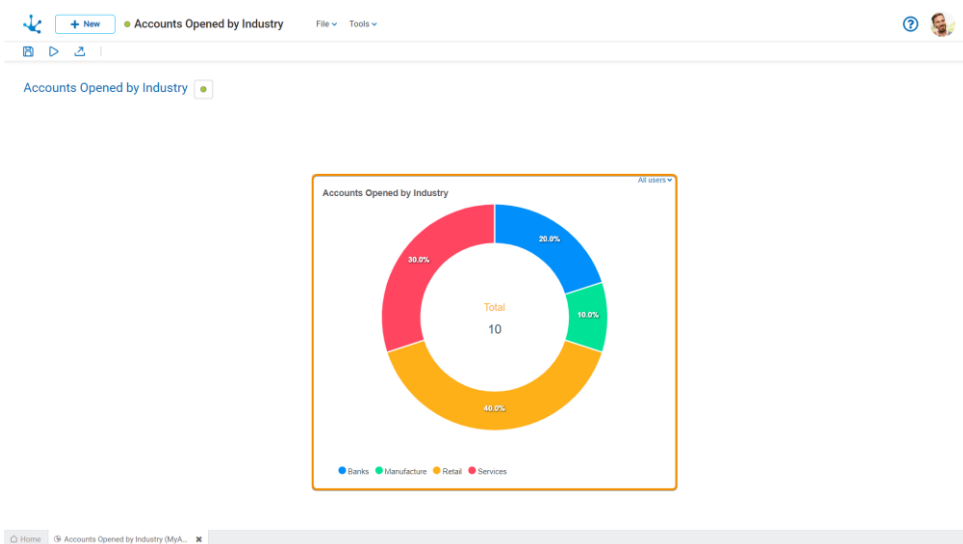 + New Accounts Opened by Industry File Tools ?
Accounts Opened by Industry
All users
Accounts Opened by Industry
20.0%
30.0%
Total
10.0%
10
40.0%
Banks Manufacture Retail Services
Home Accounts Opened by Industry (MyA...